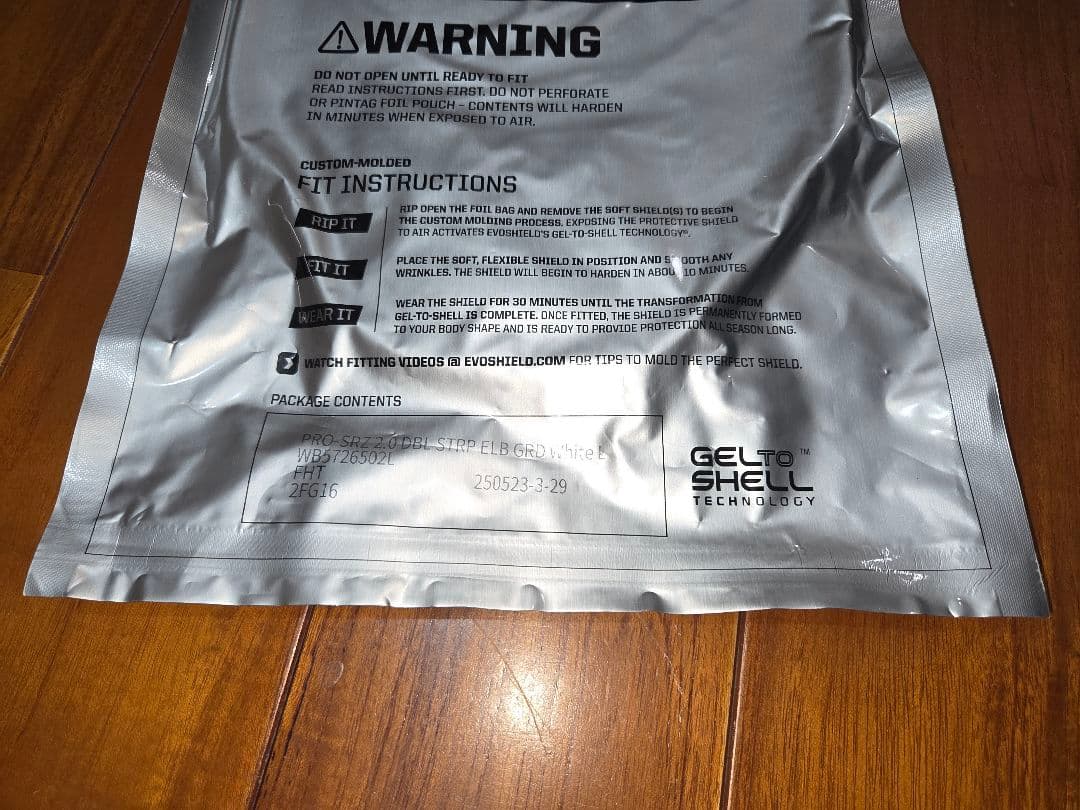 WARNING
DO NOT OPEN UNTIL READY TO FIT
READ INSTRUCTIONS FIRST. DO NOT PERFORATE
OR PINTAG FOIL POUCH – CONTENTS WILL HARDEN
IN MINUTES WHEN EXPOSED TO AIR.
CUSTOM-MOLDED
FIT INSTRUCTIONS
RIP IT
RIP OPEN THE FOIL BAG AND REMOVE THE SOFT SHIELD(S) TO BEGIN
THE CUSTOM MOLDING PROCESS. EXPOSING THE PROTECTIVE SHIELD
TO AIR ACTIVATES EVOSHIELD'S GEL-TO-SHELL TECHNOLOGY®.
FIT IT
PLACE THE SOFT, FLEXIBLE SHIELD IN POSITION AND SMOOTH ANY
WRINKLES. THE SHIELD WILL BEGIN TO HARDEN IN ABOUT 10 MINUTES.
WEAR IT
WEAR THE SHIELD FOR 30 MINUTES UNTIL THE TRANSFORMATION FROM
GEL-TO-SHELL IS COMPLETE. ONCE FITTED, THE SHIELD IS PERMANENTLY FORMED
TO YOUR BODY SHAPE AND IS READY TO PROVIDE PROTECTION ALL SEASON LONG.
WATCH FITTING VIDEOS @ EVOSHIELD.COM FOR TIPS TO MOLD THE PERFECT SHIELD.
PACKAGE CONTENTS
PRO-SRZ 2.0 DBL STRP ELB GRD White L
WB5726502L
FHT
2FG16 250523-3-29
GEL TO SHELL™
TECHNOLOGY